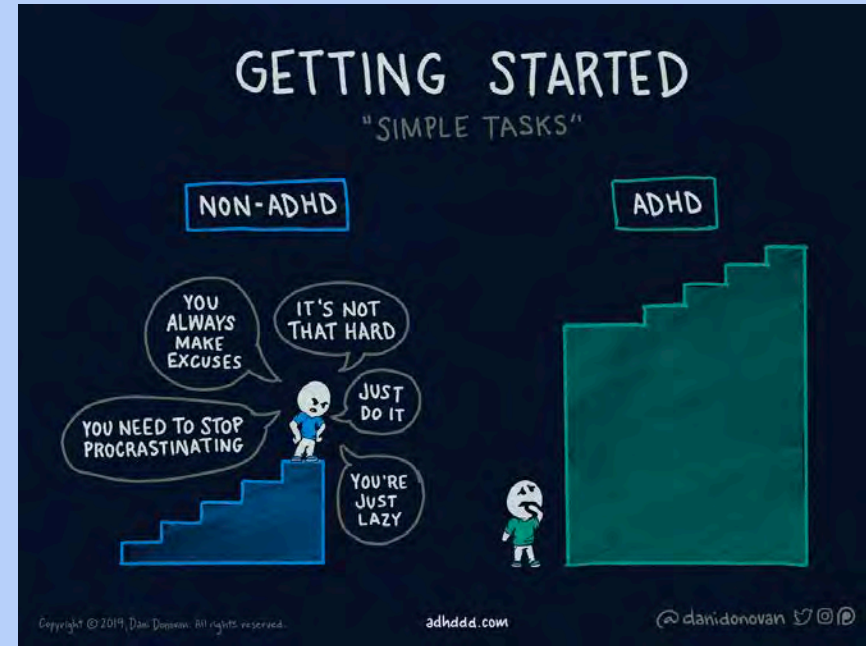 GETTING STARTED
"SIMPLE TASKS"
NON-ADHD
YOU
ALWAYS
MAKE
EXCUSES
IT'S NOT
THAT HARD
JUST
DO IT
YOU NEED TO STOP
PROCRASTINATING
YOU'RE
JUST
LAZY
ADHD
Copyright © 2019, Dani Donovan. All rights reserved.
adhddd.com
@danidonovan